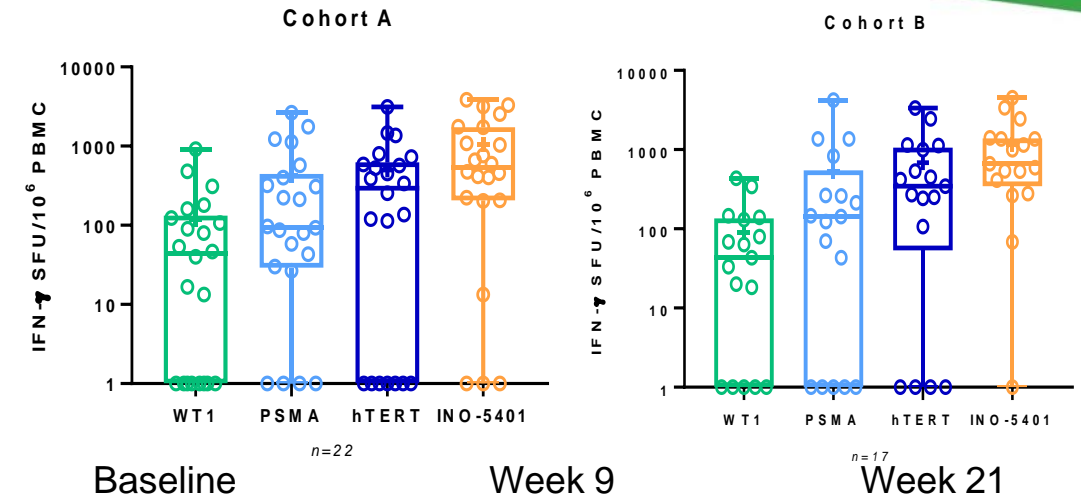 Cohort A
IFN-γ SFU/10⁶ PBMC
10000
1000
100
10
1
WT1 PSMA hTERT INO-5401
n=22
Cohort B
IFN-γ SFU/10⁶ PBMC
10000
1000
100
10
1
WT1 PSMA hTERT INO-5401
n=17
Baseline Week 9 Week 21